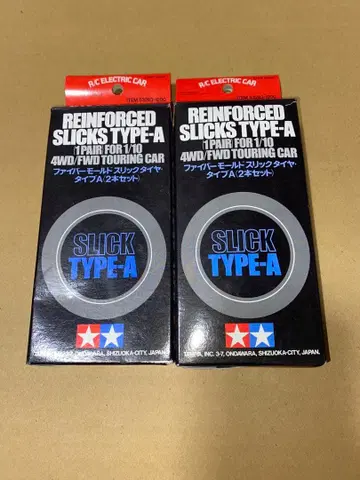 R/C ELECTRIC CAR
REINFORCED
SLICKS TYPE-A
(1 PAIR) FOR 1/10
4WD/FWD TOURING CAR
ファイバーモールド スリックタイヤ・
タイプA(2本セット)
SLICK
TYPE-A
SHIZUOKA-CITY, JAPAN.
R/C ELECTRIC CAR
REINFORCED
SLICKS TYPE-A
(1 PAIR) FOR 1/10
4WD/FWD TOURING CAR
ファイバーモールド スリックタイヤ・
タイプA(2本セット)
SLICK
TYPE-A
INC. 3-7, ONDAWARA, SHIZUOKA-CITY, JAPAN.